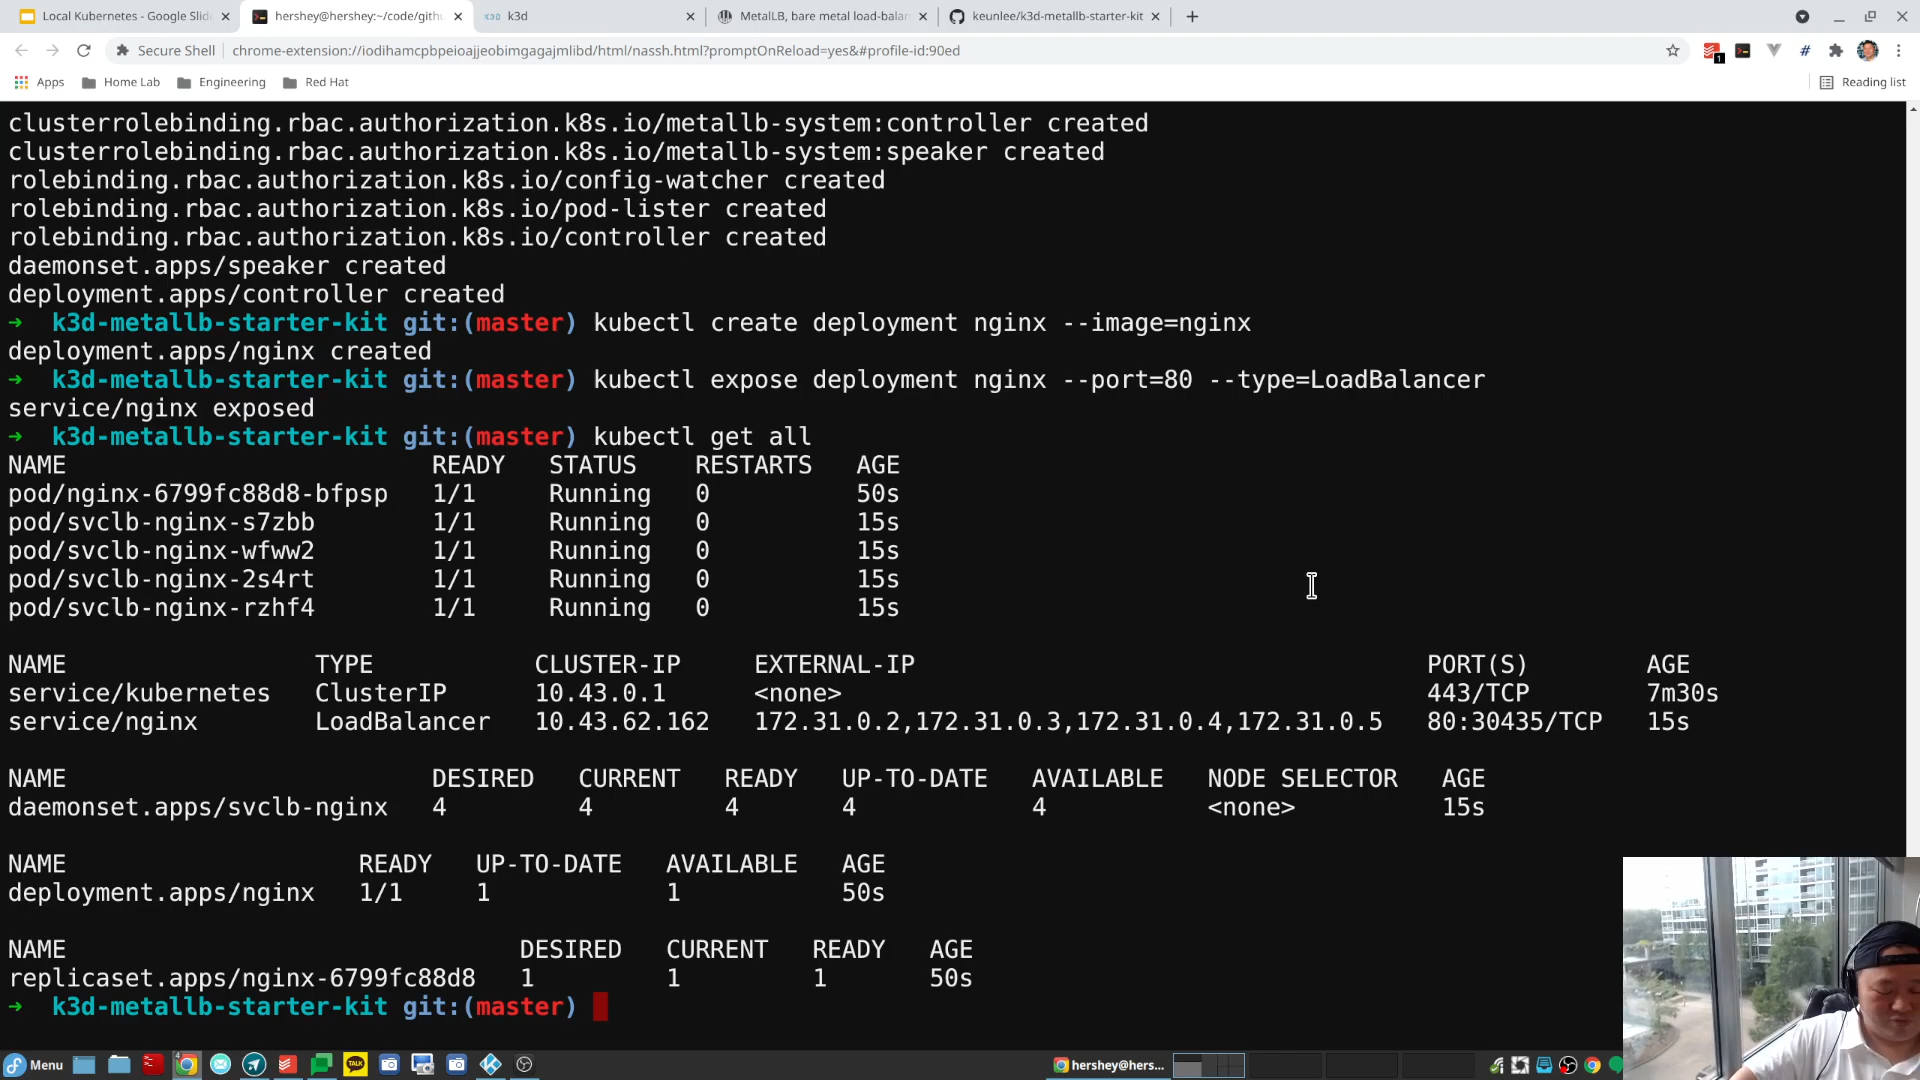 Local Kubernetes - Google Slid
hershey@hershey:~/code/gith
k3d
MetalLB, bare metal load-balan
keunlee/k3d-metallb-starter-kit
Secure Shell
chrome-extension://iodihamcpbpeioajjeobimgagajmlibd/html/nassh.html?promptOnReload=yes&#profile-id:90ed
Apps
Home Lab
Engineering
Red Hat
Reading list
clusterrolebinding.rbac.authorization.k8s.io/metallb-system:controller created
clusterrolebinding.rbac.authorization.k8s.io/metallb-system:speaker created
rolebinding.rbac.authorization.k8s.io/config-watcher created
rolebinding.rbac.authorization.k8s.io/pod-lister created
rolebinding.rbac.authorization.k8s.io/controller created
daemonset.apps/speaker created
deployment.apps/controller created
➜ k3d-metallb-starter-kit git:(master) kubectl create deployment nginx --image=nginx
deployment.apps/nginx created
➜ k3d-metallb-starter-kit git:(master) kubectl expose deployment nginx --port=80 --type=LoadBalancer
service/nginx exposed
➜ k3d-metallb-starter-kit git:(master) kubectl get all
NAME READY STATUS RESTARTS AGE
pod/nginx-6799fc88d8-bfpsp 1/1 Running 0 50s
pod/svclb-nginx-s7zbb 1/1 Running 0 15s
pod/svclb-nginx-wfww2 1/1 Running 0 15s
pod/svclb-nginx-2s4rt 1/1 Running 0 15s
pod/svclb-nginx-rzhf4 1/1 Running 0 15s
NAME TYPE CLUSTER-IP EXTERNAL-IP PORT(S) AGE
service/kubernetes ClusterIP 10.43.0.1 <none> 443/TCP 7m30s
service/nginx LoadBalancer 10.43.62.162 172.31.0.2,172.31.0.3,172.31.0.4,172.31.0.5 80:30435/TCP 15s
NAME DESIRED CURRENT READY UP-TO-DATE AVAILABLE NODE SELECTOR AGE
daemonset.apps/svclb-nginx 4 4 4 4 4 <none> 15s
NAME READY UP-TO-DATE AVAILABLE AGE
deployment.apps/nginx 1/1 1 1 50s
NAME DESIRED CURRENT READY AGE
replicaset.apps/nginx-6799fc88d8 1 1 1 50s
➜ k3d-metallb-starter-kit git:(master)
Menu
4
TALK
hershey@hers...